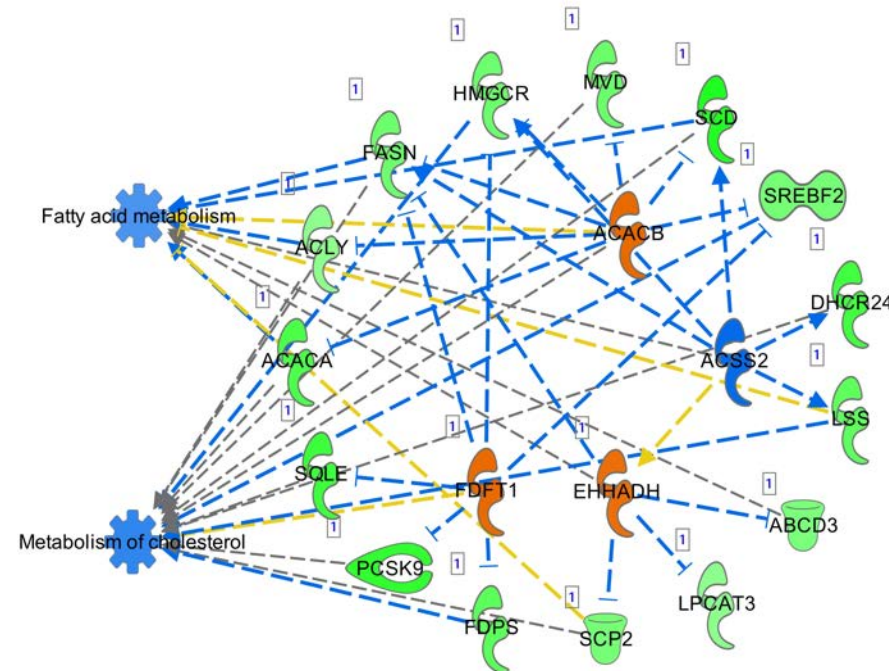 1
1
1
MVD
HMGCR
1
SCD
FASN
1
1
SREBF2
Fatty acid metabolism
ACACB
ACLY
1
DHCR24
1
ACACA
ACSS2
1
LSS
1
1
1
SQLE
FDFT1
EHHADH
1
ABCD3
1
Metabolism of cholesterol
1
PCSK9
1
LPCAT3
FDPS
1
SCP2